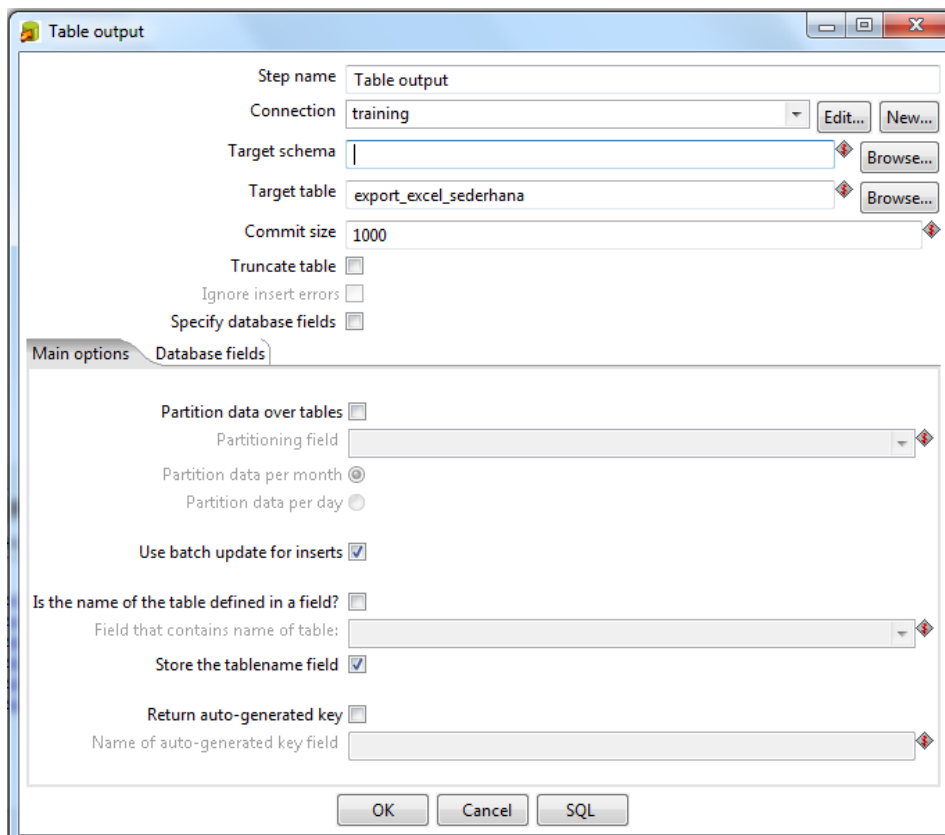 Table output
Step name Table output
Connection training Edit... New...
Target schema Browse...
Target table export_excel_sederhana Browse...
Commit size 1000
Truncate table
Ignore insert errors
Specify database fields
Main options Database fields
Partition data over tables
Partitioning field
Partition data per month
Partition data per day
Use batch update for inserts
Is the name of the table defined in a field?
Field that contains name of table:
Store the tablename field
Return auto-generated key
Name of auto-generated key field
OK Cancel SQL